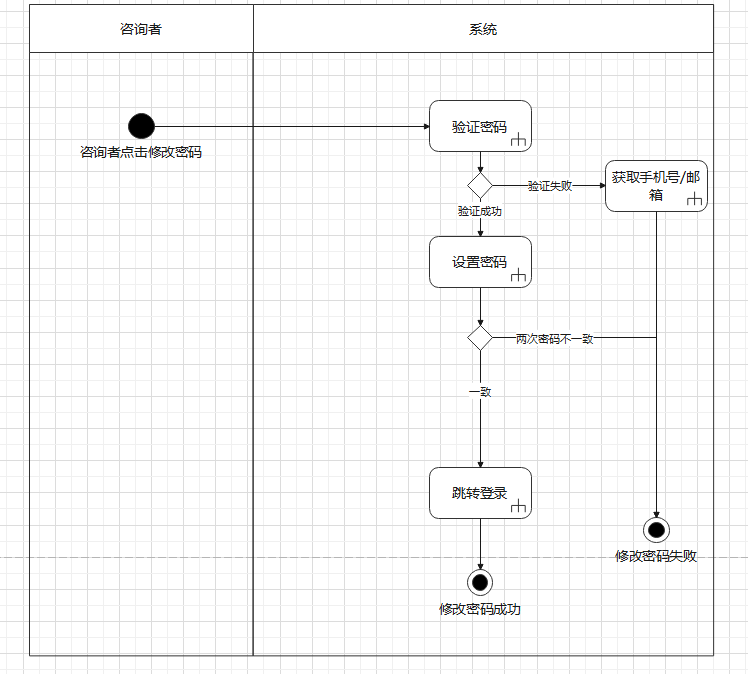 咨询者
系统
验证密码
咨询者点击修改密码
验证失败
获取手机号/邮
箱
验证成功
设置密码
两次密码不一致
一致
跳转登录
修改密码失败
修改密码成功